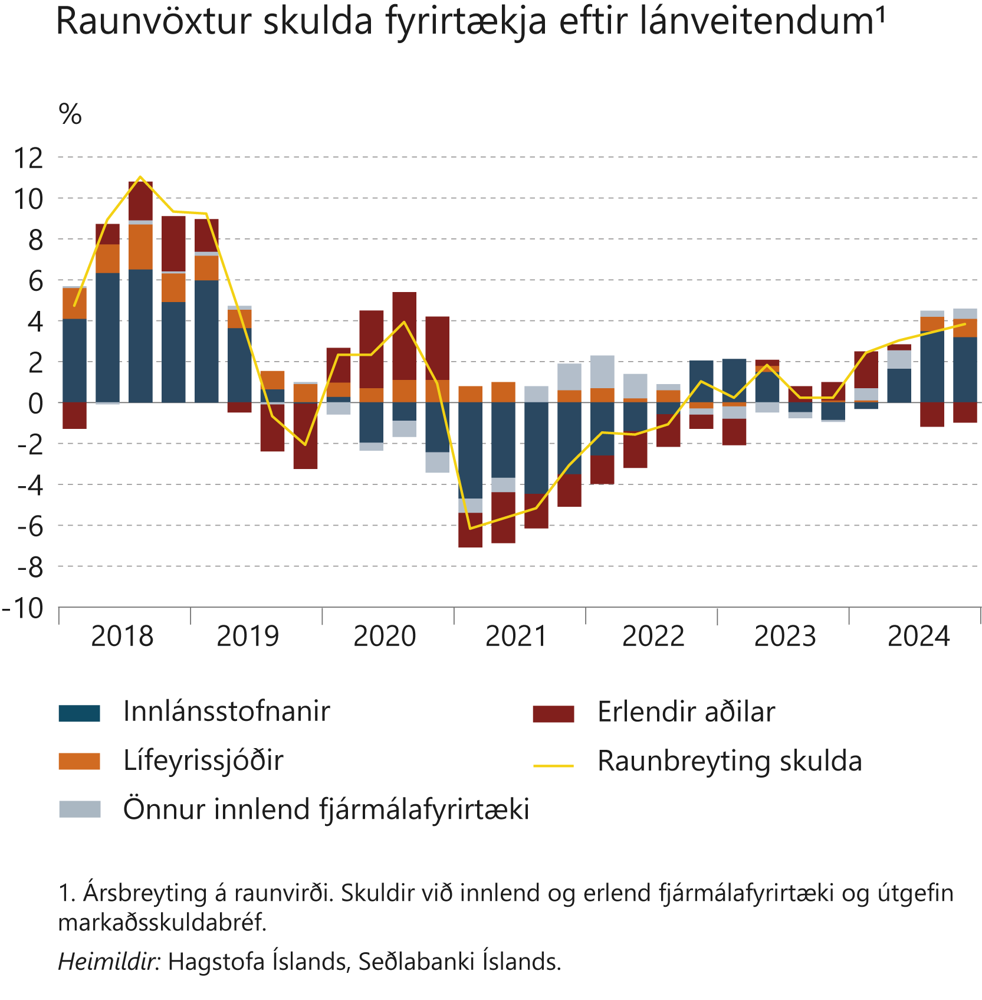 Raunvöxtur skulda fyrirtækja eftir lánveitendum¹
%
12
10
8
6
4
2
0
-2
-4
-6
-8
-10
2018 2019 2020 2021 2022 2023 2024
Innlánsstofnanir
Lífeyrissjóðir
Önnur innlend fjármálafyrirtæki
Erlendir aðilar
Raunbreyting skulda
1. Ársbreyting á raunvirði. Skuldir við innlend og erlend fjármálafyrirtæki og útgefin
markaðsskuldabréf.
Heimildir: Hagstofa Íslands, Seðlabanki Íslands.